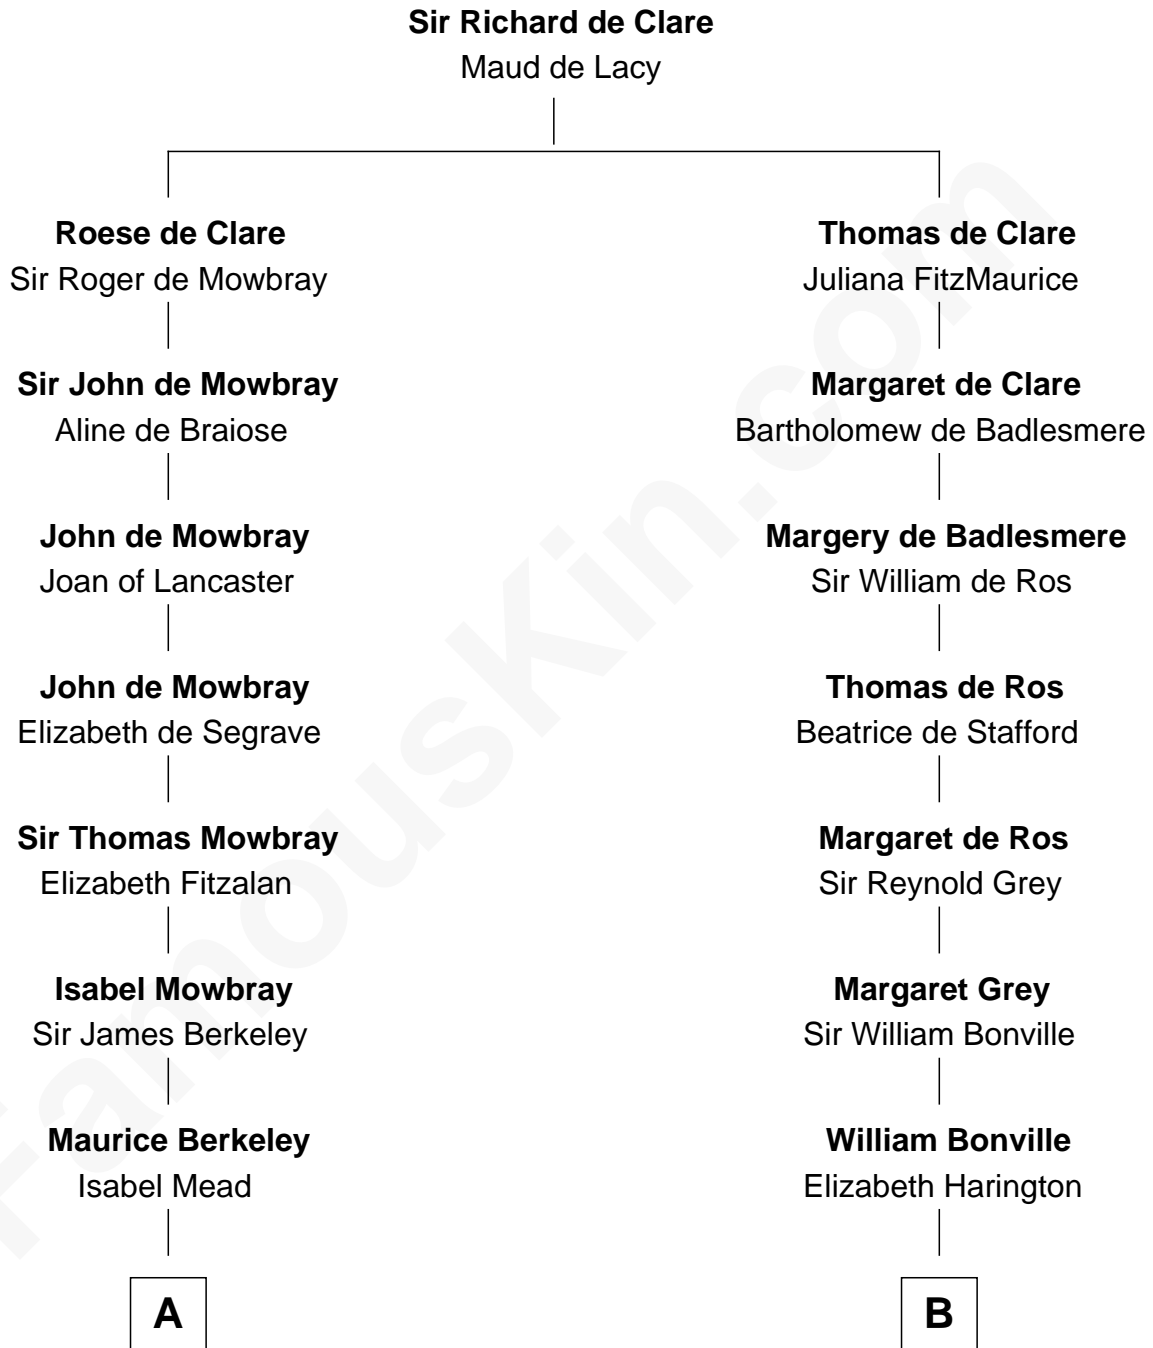 Sir Richard de Clare
Maud de Lacy
Roese de Clare
Sir Roger de Mowbray
Thomas de Clare
Juliana FitzMaurice
Sir John de Mowbray
Aline de Braiose
Margaret de Clare
Bartholomew de Badlesmere
John de Mowbray
Joan of Lancaster
Margery de Badlesmere
Sir William de Ros
John de Mowbray
Elizabeth de Segrave
Thomas de Ros
Beatrice de Stafford
Sir Thomas Mowbray
Elizabeth Fitzalan
Margaret de Ros
Sir Reynold Grey
Isabel Mowbray
Sir James Berkeley
Margaret Grey
Sir William Bonville
Maurice Berkeley
Isabel Mead
William Bonville
Elizabeth Harington
A
B
FamousKin.com